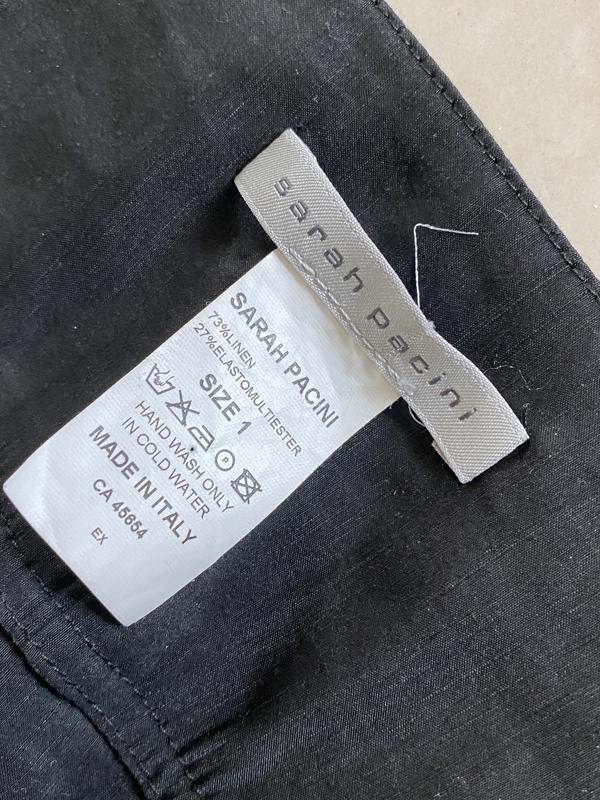 sarah pacini
SARAH PACINI
73%LINEN
27%ELASTOMULTIESTER
SIZE 1
P
HAND WASH ONLY
IN COLD WATER
MADE IN ITALY
CA 45654
EX